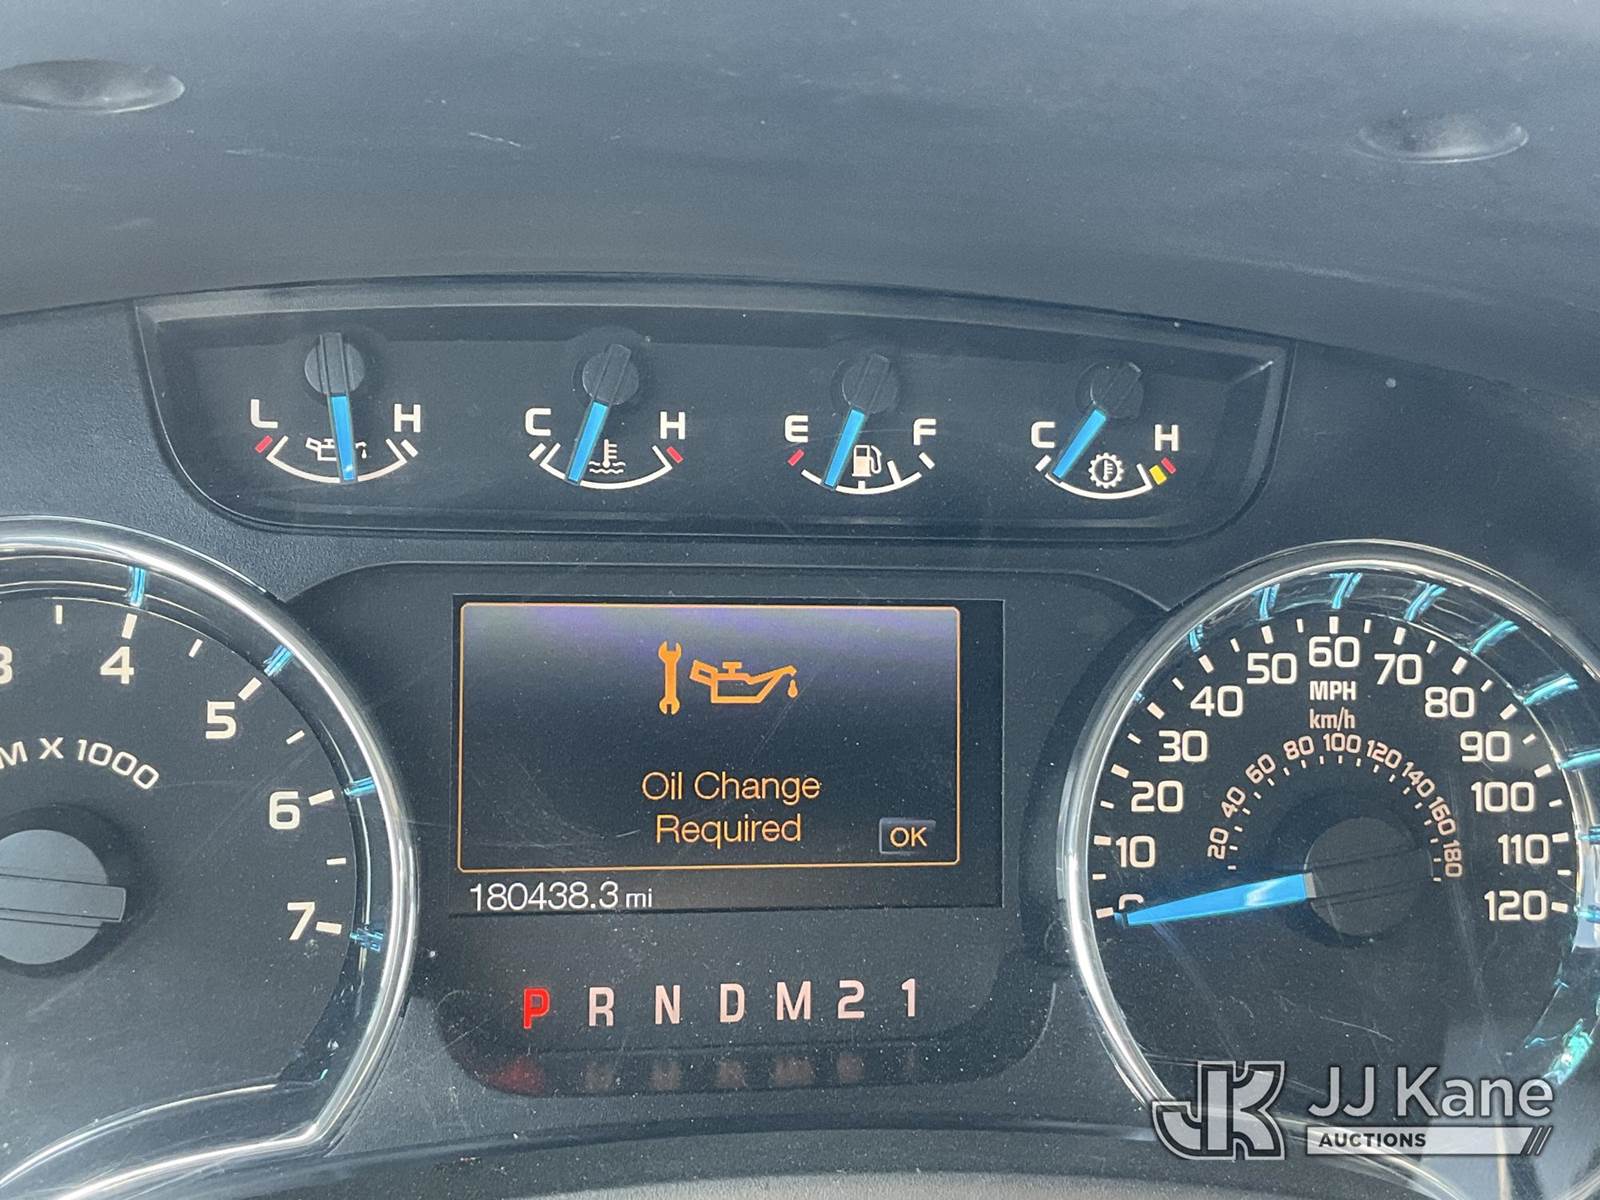 L H C H E F C H
3 4 5 6 7
M X 1000
Oil Change
Required
OK
180438.3 mi
P R N D M 2 1
0 10 20 30 40 50 60 70 80 90 100 110 120
MPH
km/h
20 40 60 80 100 120 140 160 180
JK JJ Kane
AUCTIONS